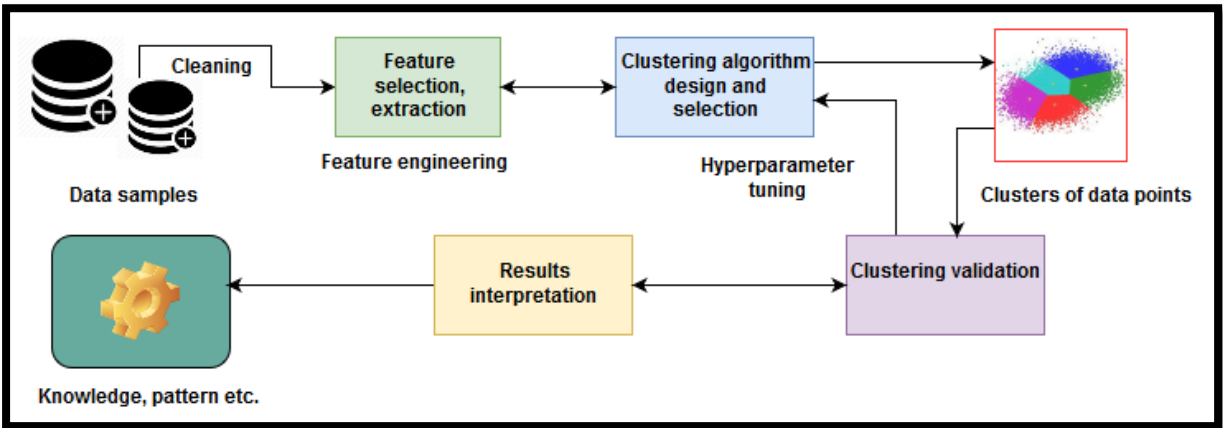 Cleaning
Feature
selection,
extraction
Clustering algorithm
design and
selection
Feature engineering
Hyperparameter
tuning
Data samples
Clusters of data points
Results
interpretation
Clustering validation
Knowledge, pattern etc.